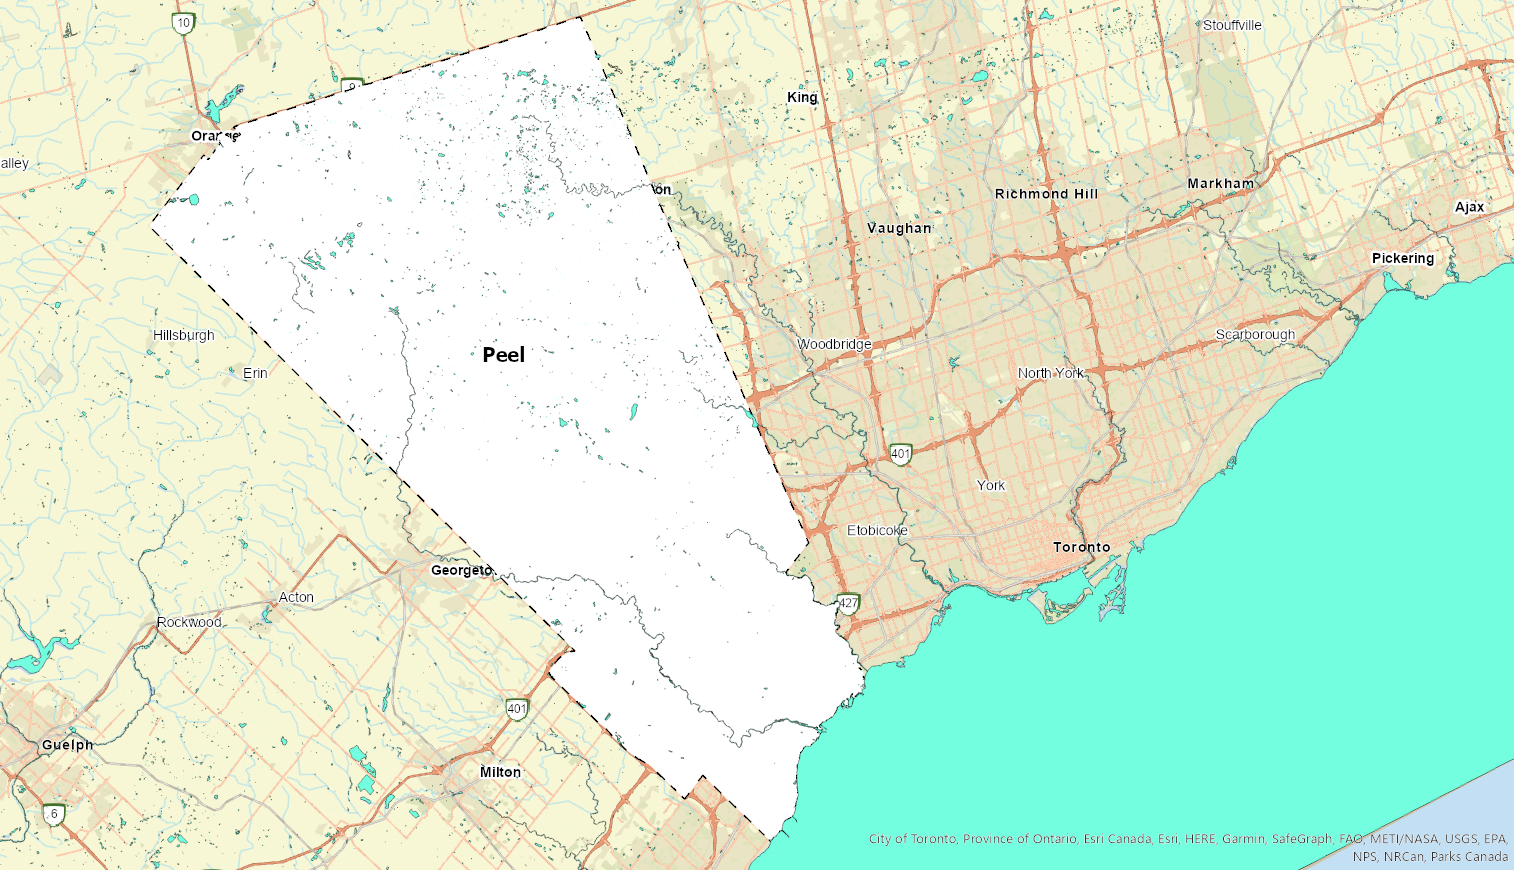 10
Stouffville
9
King
Orange
alley
on
Markham
Richmond Hill
Ajax
Vaughan
Pickering
Hillsburgh
Woodbridge
Scarborough
Peel
Erin
North York
401
York
Etobicoke
Toronto
Georgeto
Acton
427
Rockwood
401
Guelph
Milton
6
City of Toronto, Province of Ontario, Esri Canada, Esri, HERE, Garmin, SafeGraph, FAO, METI/NASA, USGS, EPA,
NPS, NRCan, Parks Canada